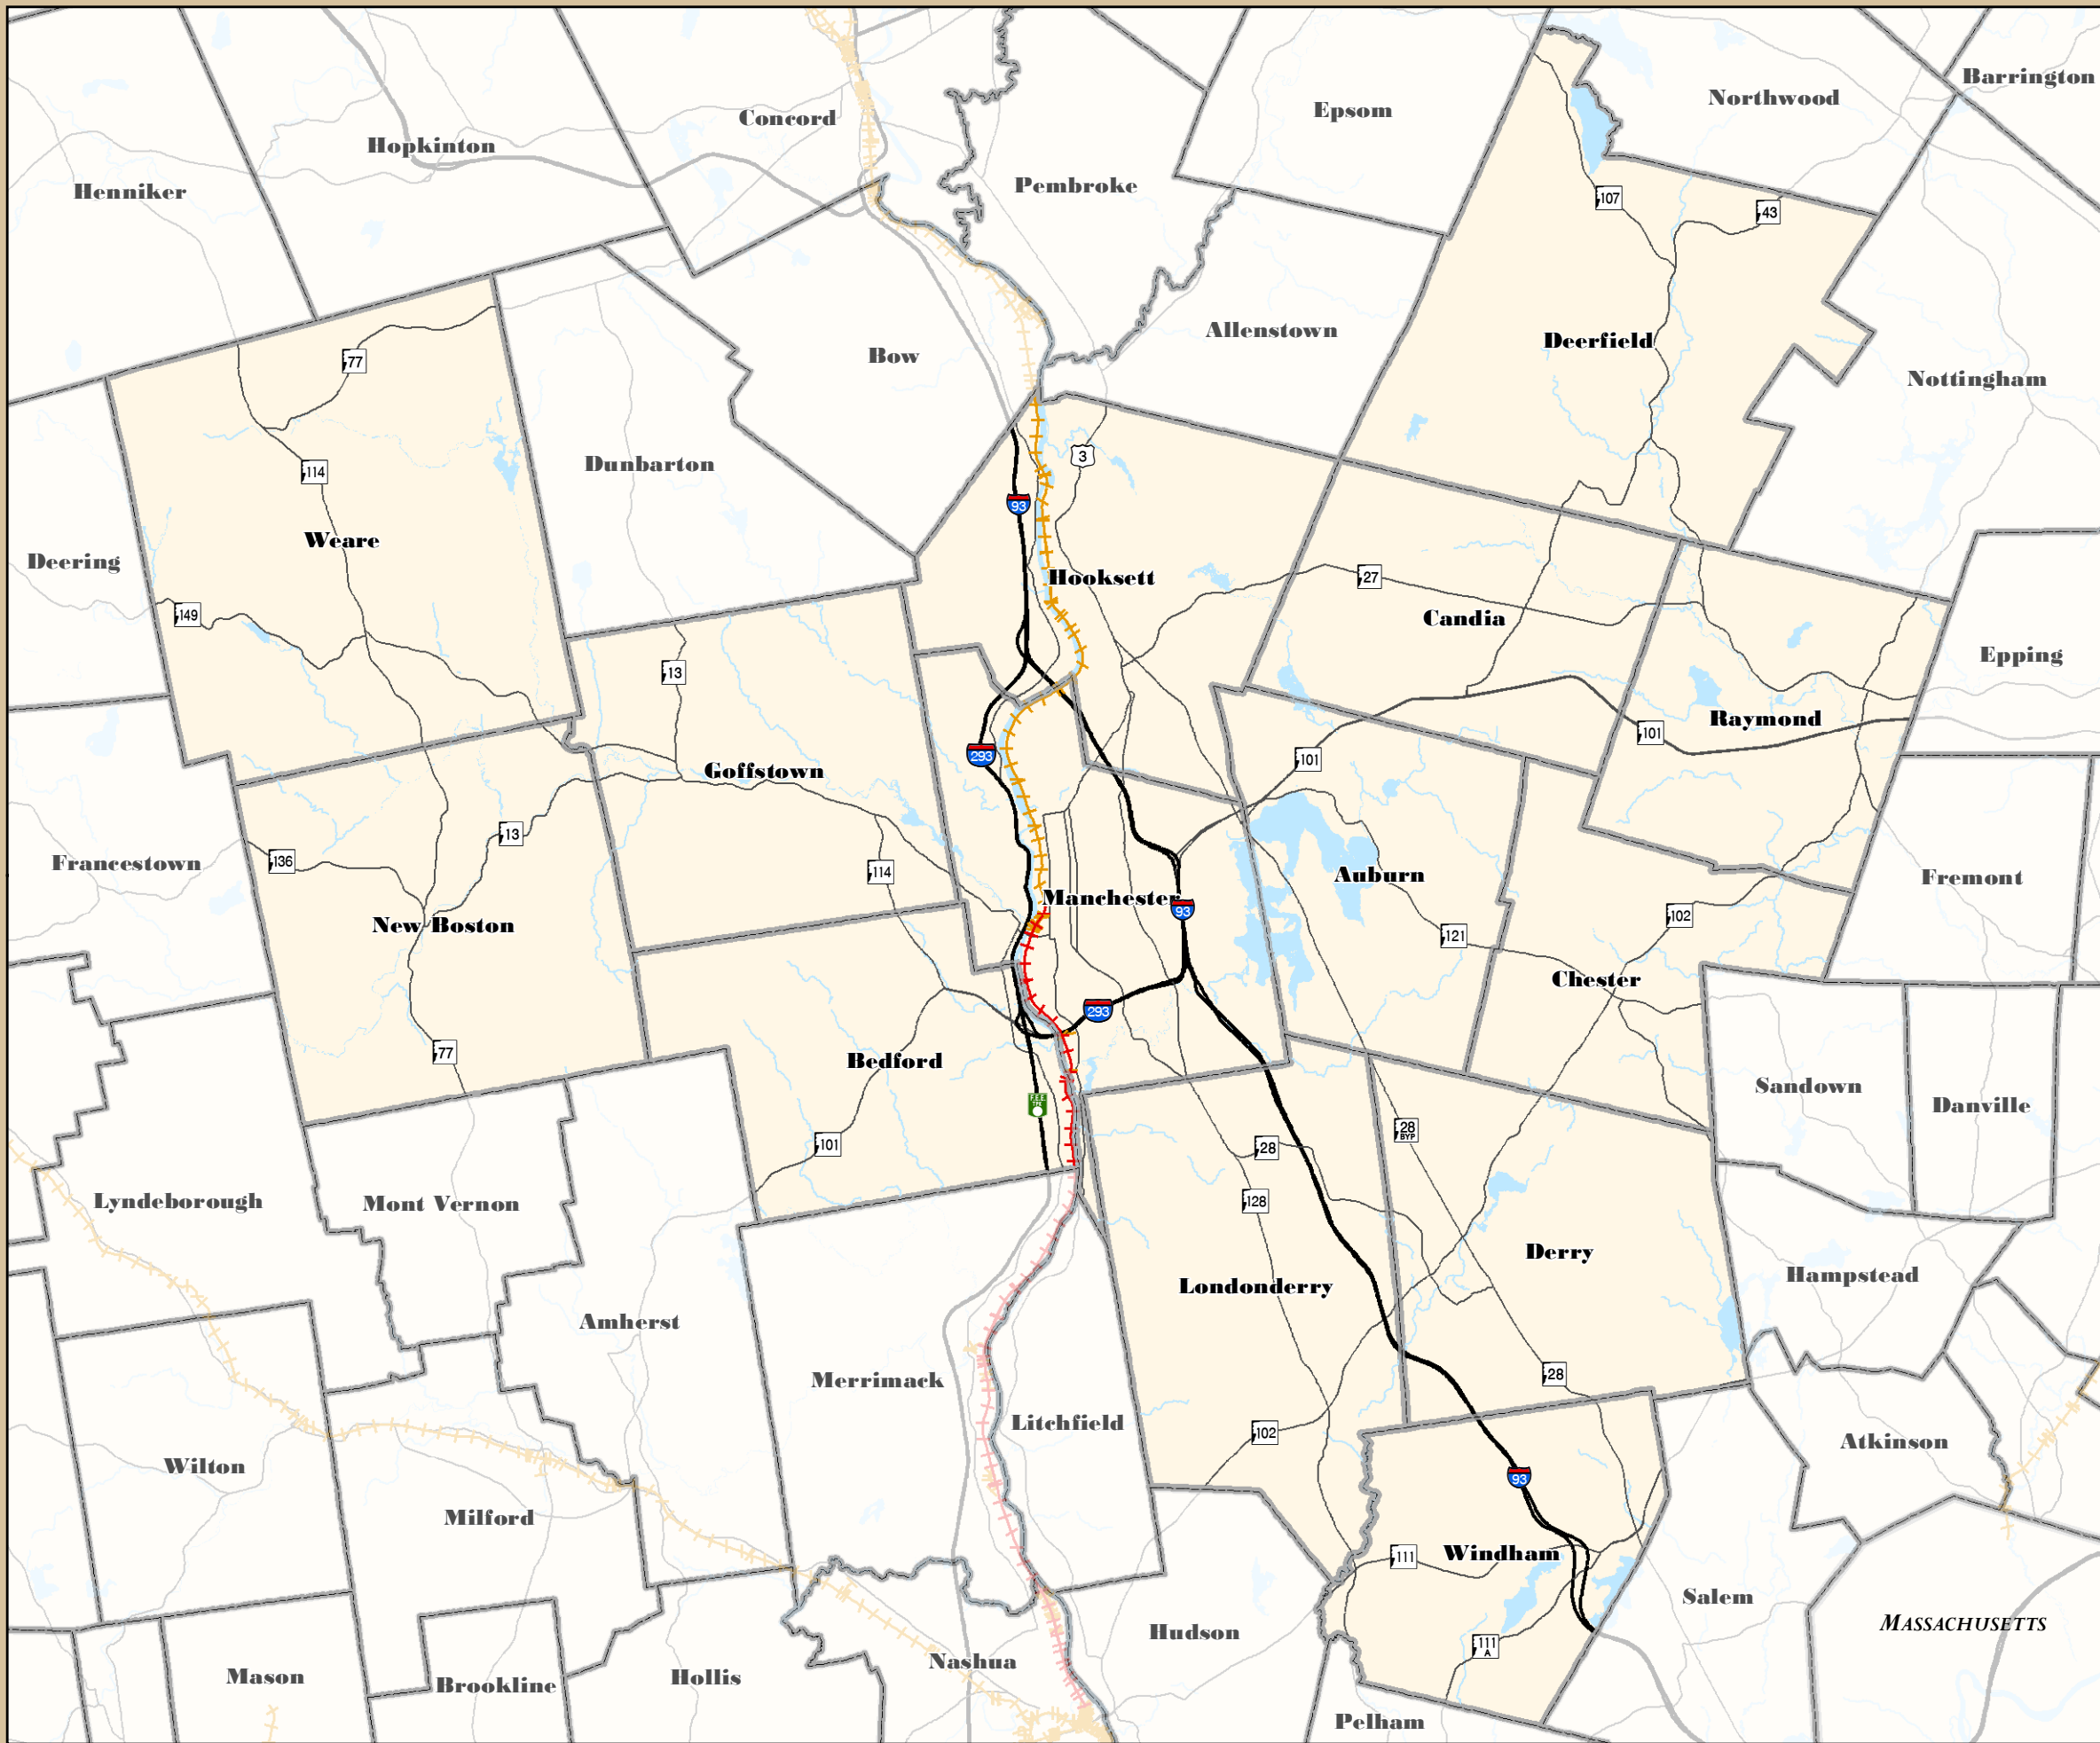 Barrington
Northwood
Epsom
Concord
Hopkinton
Pembroke
Henniker
107
43
Allenstown
Deerfield
Bow
77
Nottingham
3
Dunbarton
114
93
Weare
Deering
27
Hooksett
149
Candia
Epping
13
Raymond
101
293
101
Goffstown
13
136
Francestown
114
Auburn
Fremont
Manchester
93
102
New Boston
121
Chester
293
77
Bedford
Sandown
Danville
F.E.E
TPK
28
BYP
101
28
Lyndeborough
Mont Vernon
128
Derry
Hampstead
Londonderry
Amherst
28
Merrimack
Litchfield
102
Atkinson
Wilton
93
Milford
111
Windham
Salem
MASSACHUSETTS
Hudson
111
A
Nashua
Mason
Brookline
Hollis
Pelham